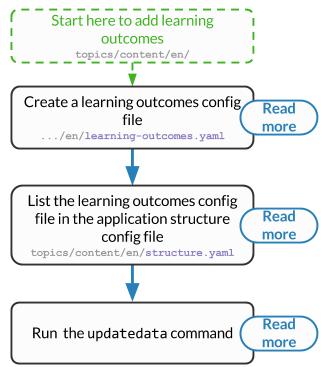 Start here to add learning
outcomes
topics/content/en/
Create a learning outcomes config
file
.../en/learning-outcomes.yaml
Read
more
List the learning outcomes config
file in the application structure
config file
topics/content/en/structure.yaml
Read
more
Run the updatedata command
Read
more